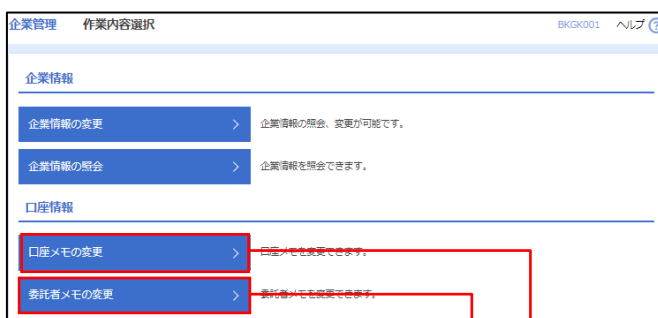 企業管理 作業内容選択 BKGK001 ヘルプ ?
企業情報
企業情報の変更 > 企業情報の照会、変更が可能です。
企業情報の照会 > 企業情報を照会できます。
口座情報
口座メモの変更 > 口座メモを変更できます。
委託者メモの変更 > 委託者メモを変更できます。